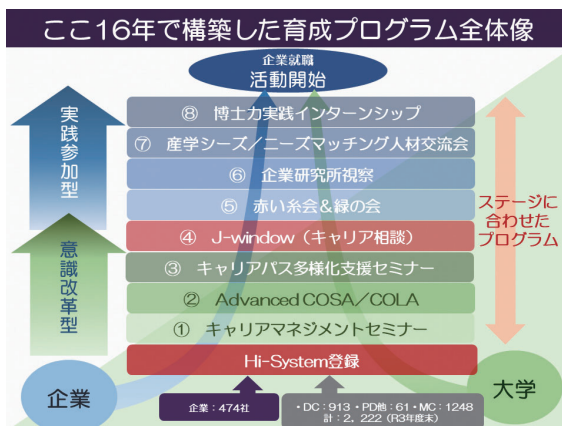 ここ16年で構築した育成プログラム全体像
企業就職
活動開始
⑧ 博士力実践インターンシップ
⑦ 産学シーズ／ニーズマッチング人材交流会
⑥ 企業研究所視察
⑤ 赤い糸会＆緑の会
④ J-window（キャリア相談）
③ キャリアパス多様化支援セミナー
② Advanced COSA／COLA
① キャリアマネジメントセミナー
Hi-System登録
実践参加型
意識改革型
ステージに
合わせた
プログラム
企業
大学
企業：474社
・DC：913・PD他：61・MC：1248
計：2，222（R3年度末）